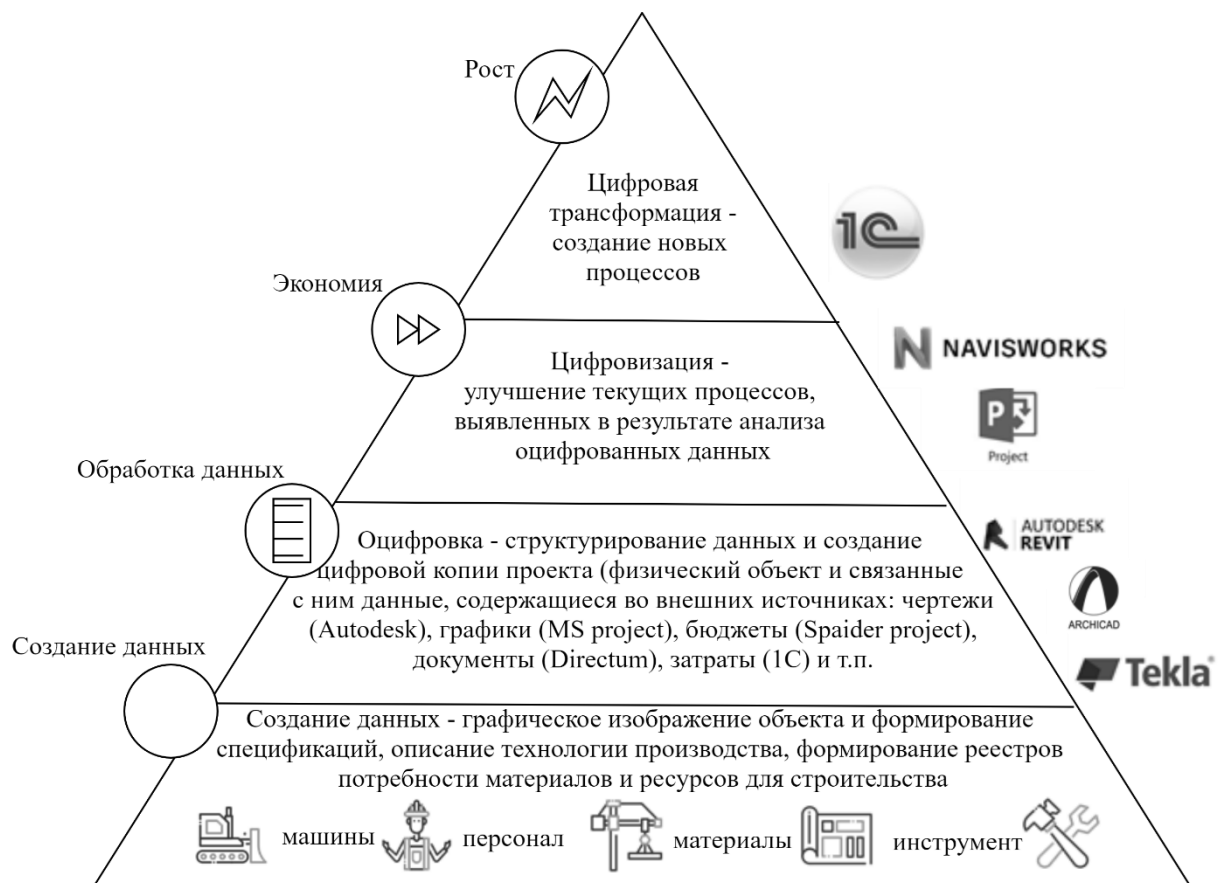 Рост
Цифровая
трансформация -
создание новых
процессов
1С
Экономия
NAVISWORKS
Цифровизация -
улучшение текущих процессов,
выявленных в результате анализа
оцифрованных данных
P
Project
Обработка данных
AUTODESK
REVIT
Оцифровка - структурирование данных и создание
цифровой копии проекта (физический объект и связанные
с ним данные, содержащиеся во внешних источниках: чертежи
(Autodesk), графики (MS project), бюджеты (Spaider project),
документы (Directum), затраты (1С) и т.п.
ARCHICAD
Создание данных
Tekla
Создание данных - графическое изображение объекта и формирование
спецификаций, описание технологии производства, формирование реестров
потребности материалов и ресурсов для строительства
машины персонал материалы инструмент